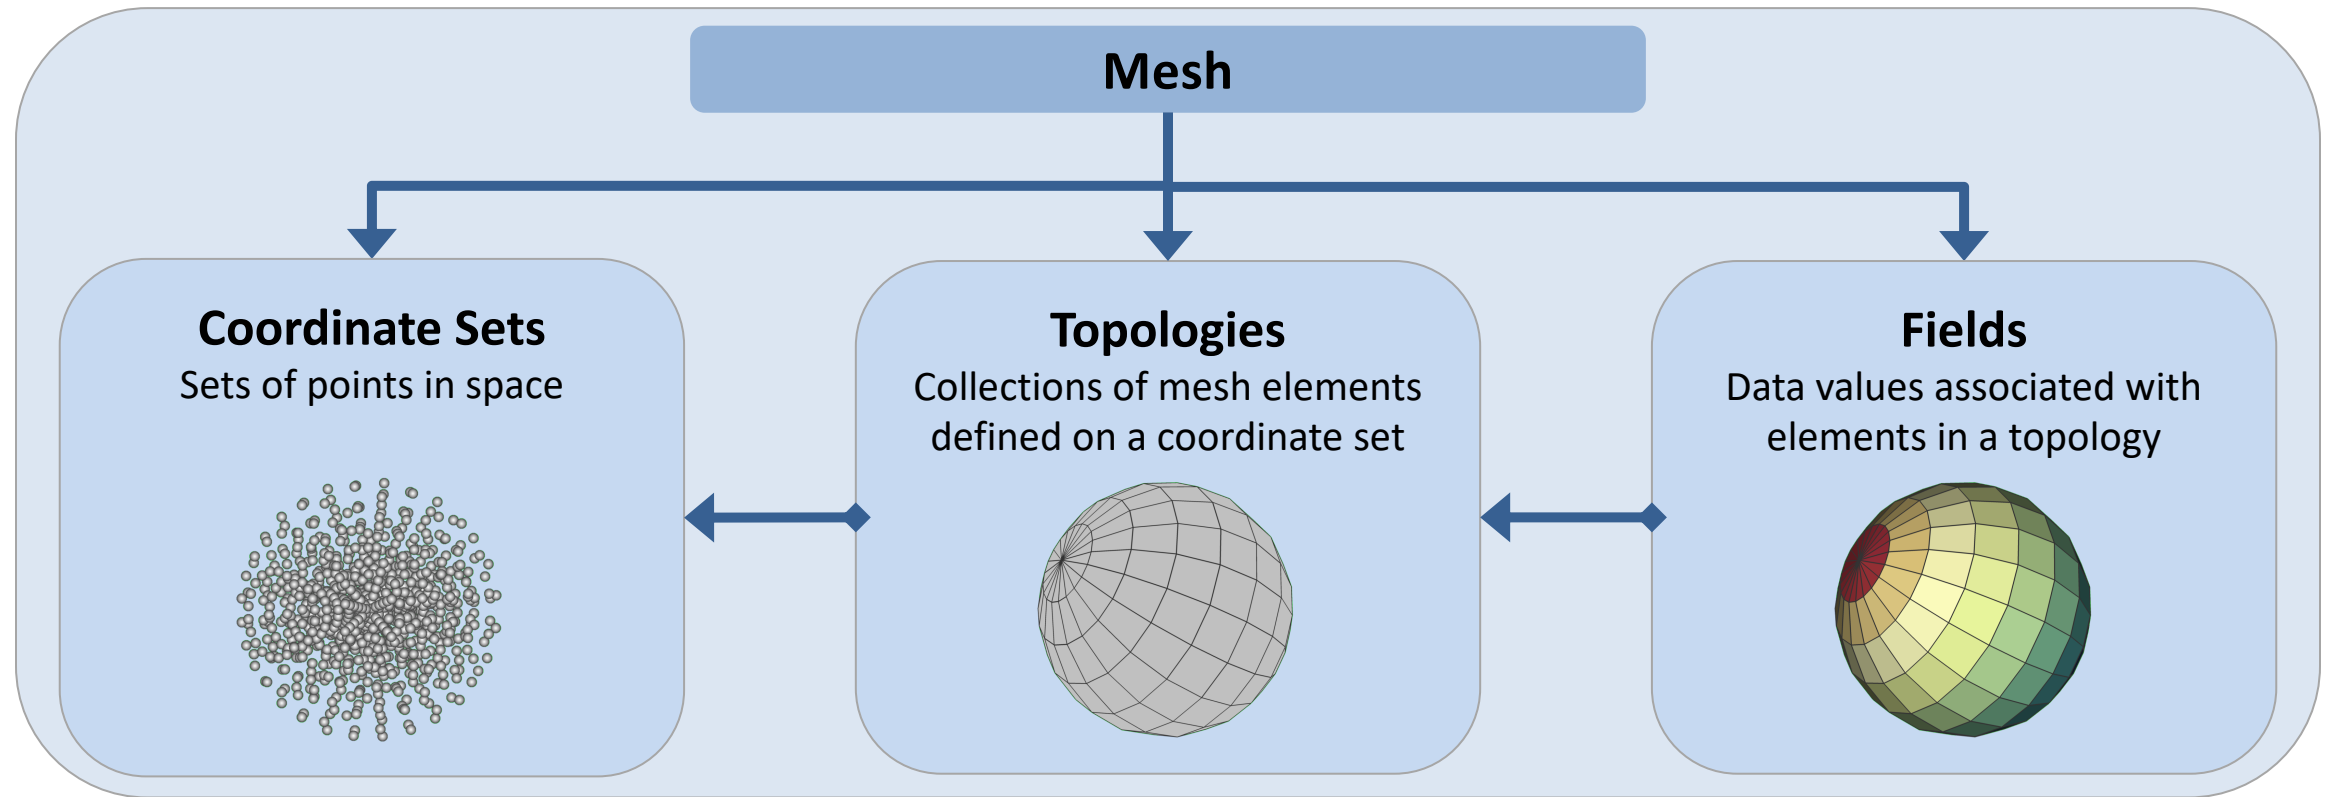 Mesh
Coordinate Sets
Sets of points in space
Topologies
Collections of mesh elements
defined on a coordinate set
Fields
Data values associated with
elements in a topology